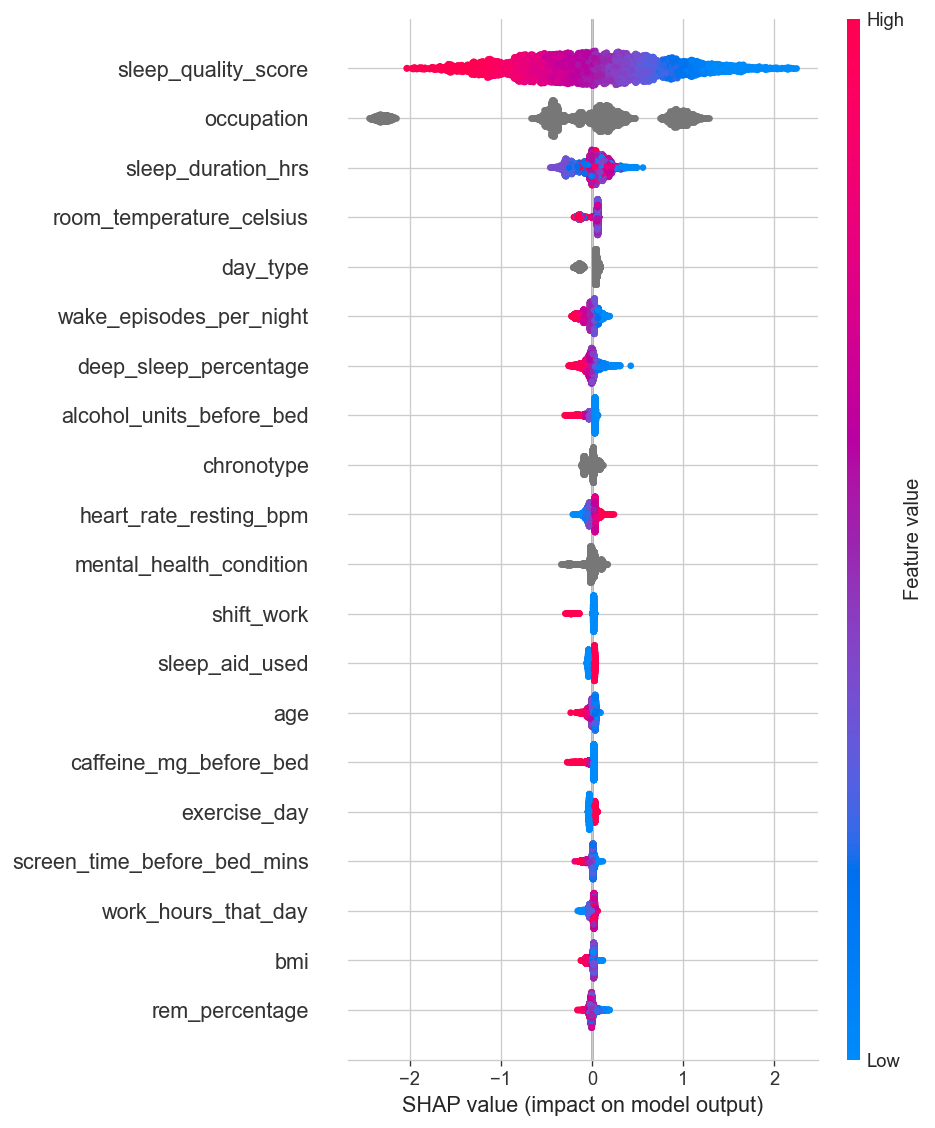 High
sleep_quality_score
occupation
sleep_duration_hrs
room_temperature_celsius
day_type
wake_episodes_per_night
deep_sleep_percentage
alcohol_units_before_bed
chronotype
heart_rate_resting_bpm
mental_health_condition
shift_work
sleep_aid_used
age
caffeine_mg_before_bed
exercise_day
screen_time_before_bed_mins
work_hours_that_day
bmi
rem_percentage
Feature value
Low
−2 −1 0 1 2
SHAP value (impact on model output)